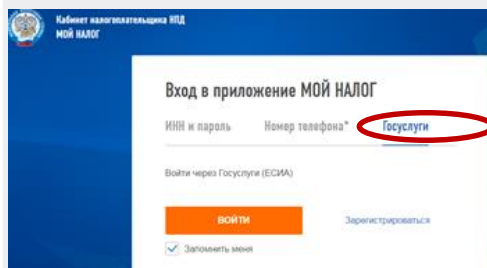 Кабинет налогоплательщика НПД
МОЙ НАЛОГ
Вход в приложение МОЙ НАЛОГ
ИНН и пароль Номер телефона* Госуслуги
Войти через Госуслуги (ЕСИА)
ВОЙТИ Зарегистрироваться
Запомнить меня